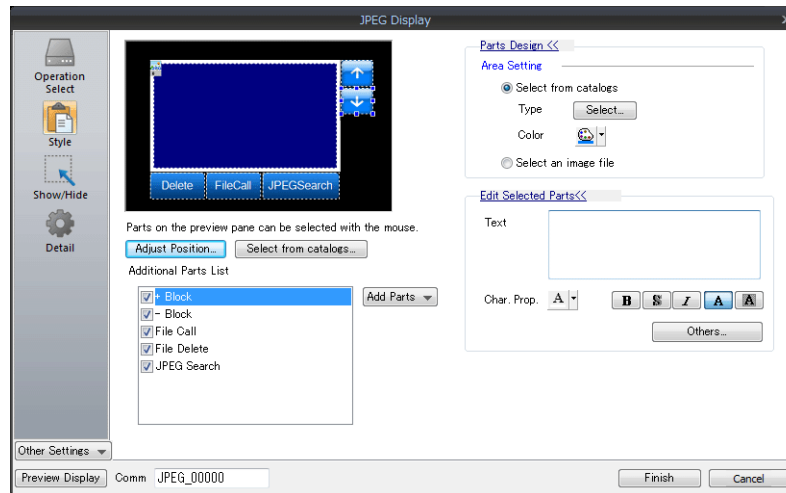 JPEG Display
Operation
Select
Style
Show/Hide
Detail
Other Settings
Delete
FileCall
JPEGSearch
Parts on the preview pane can be selected with the mouse.
Adjust Position...
Select from catalogs...
Additional Parts List
+ Block
- Block
File Call
File Delete
JPEG Search
Add Parts
Parts Design <<
Area Setting
Select from catalogs
Type
Select...
Color
Select an image file
Edit Selected Parts<<
Text
Char. Prop.
A
B
S
I
A
A
Others...
Preview Display
Comm
JPEG_00000
Finish
Cancel